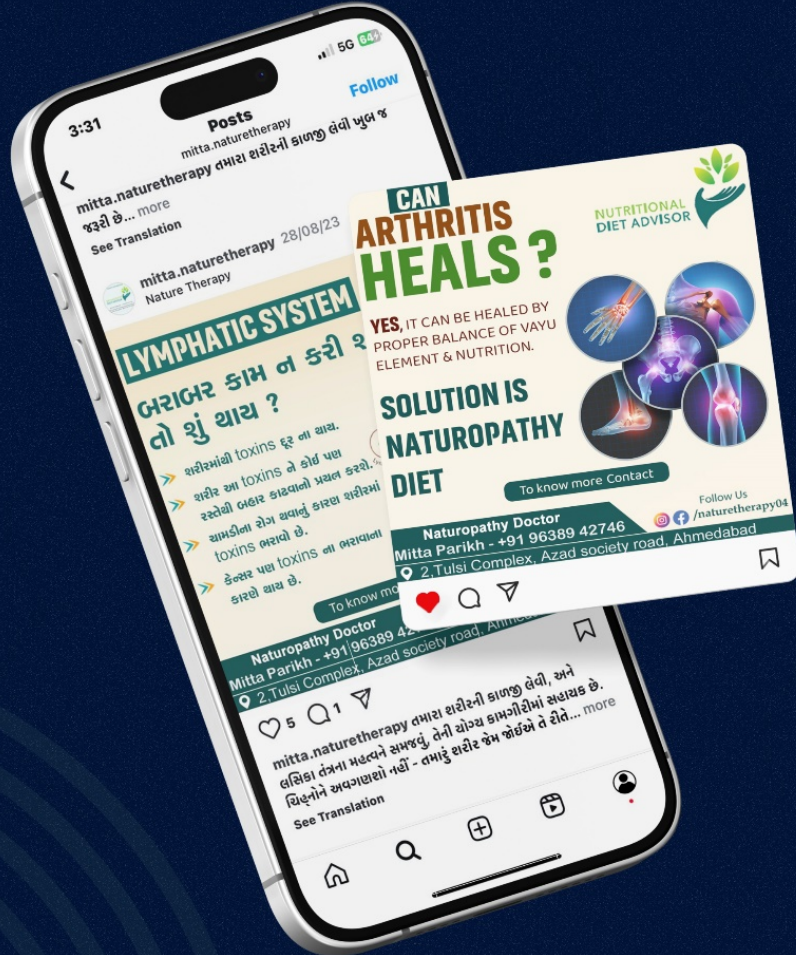 3:31
5G 64
Posts
mitta.naturetherapy
Follow
mitta.naturetherapy તમારા શરીરની કાળજી લેવી ખુબ જ
જરૂરી છે... more
See Translation
mitta.naturetherapy 28/08/23
Nature Therapy
LYMPHATIC SYSTEM
બરાબર કામ ન કરી
તો શું થાય ?
શરીરમાંથી toxins દૂર ના થાય.
શરીર આ toxins ને કોઈ પણ
રસ્તેથી બહાર કાઢવાનો પ્રયત્ન કરશે.
ચામડીના રોગ થવાનું કારણ શરીરમાં
toxins ભરાવો છે.
કેન્સર પણ toxins ના ભરાવાના
કારણે થાય છે.
To know
Naturopathy Doctor
Mitta Parikh - +91 96389
2,Tulsi Complex, Azad society road,
5 1
mitta.naturetherapy તમારા શરીરની કાળજી લેવી, અને
લસિકા તંત્રના મહત્વને સમજવું, તેની યોગ્ય કામગીરીમાં સહાયક છે.
ચિહ્નોને અવગણશો નહીં - તમારું શરીર જેમ જોઈએ તે રીતે... more
See Translation
CAN
ARTHRITIS
HEALS ?
NUTRITIONAL
DIET ADVISOR
YES, IT CAN BE HEALED BY
PROPER BALANCE OF VAYU
ELEMENT & NUTRITION.
SOLUTION IS
NATUROPATHY
DIET
To know more Contact
Naturopathy Doctor
Mitta Parikh - +91 96389 42746
2,Tulsi Complex, Azad society road, Ahmedabad
Follow Us
/naturetherapy04